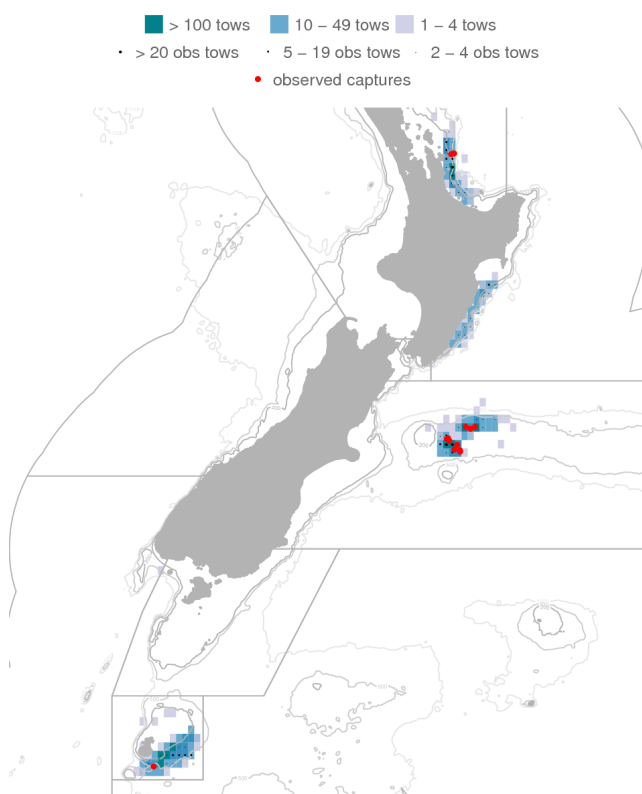 > 100 tows 10 − 49 tows 1 − 4 tows
> 20 obs tows 5 − 19 obs tows 2 − 4 obs tows
observed captures